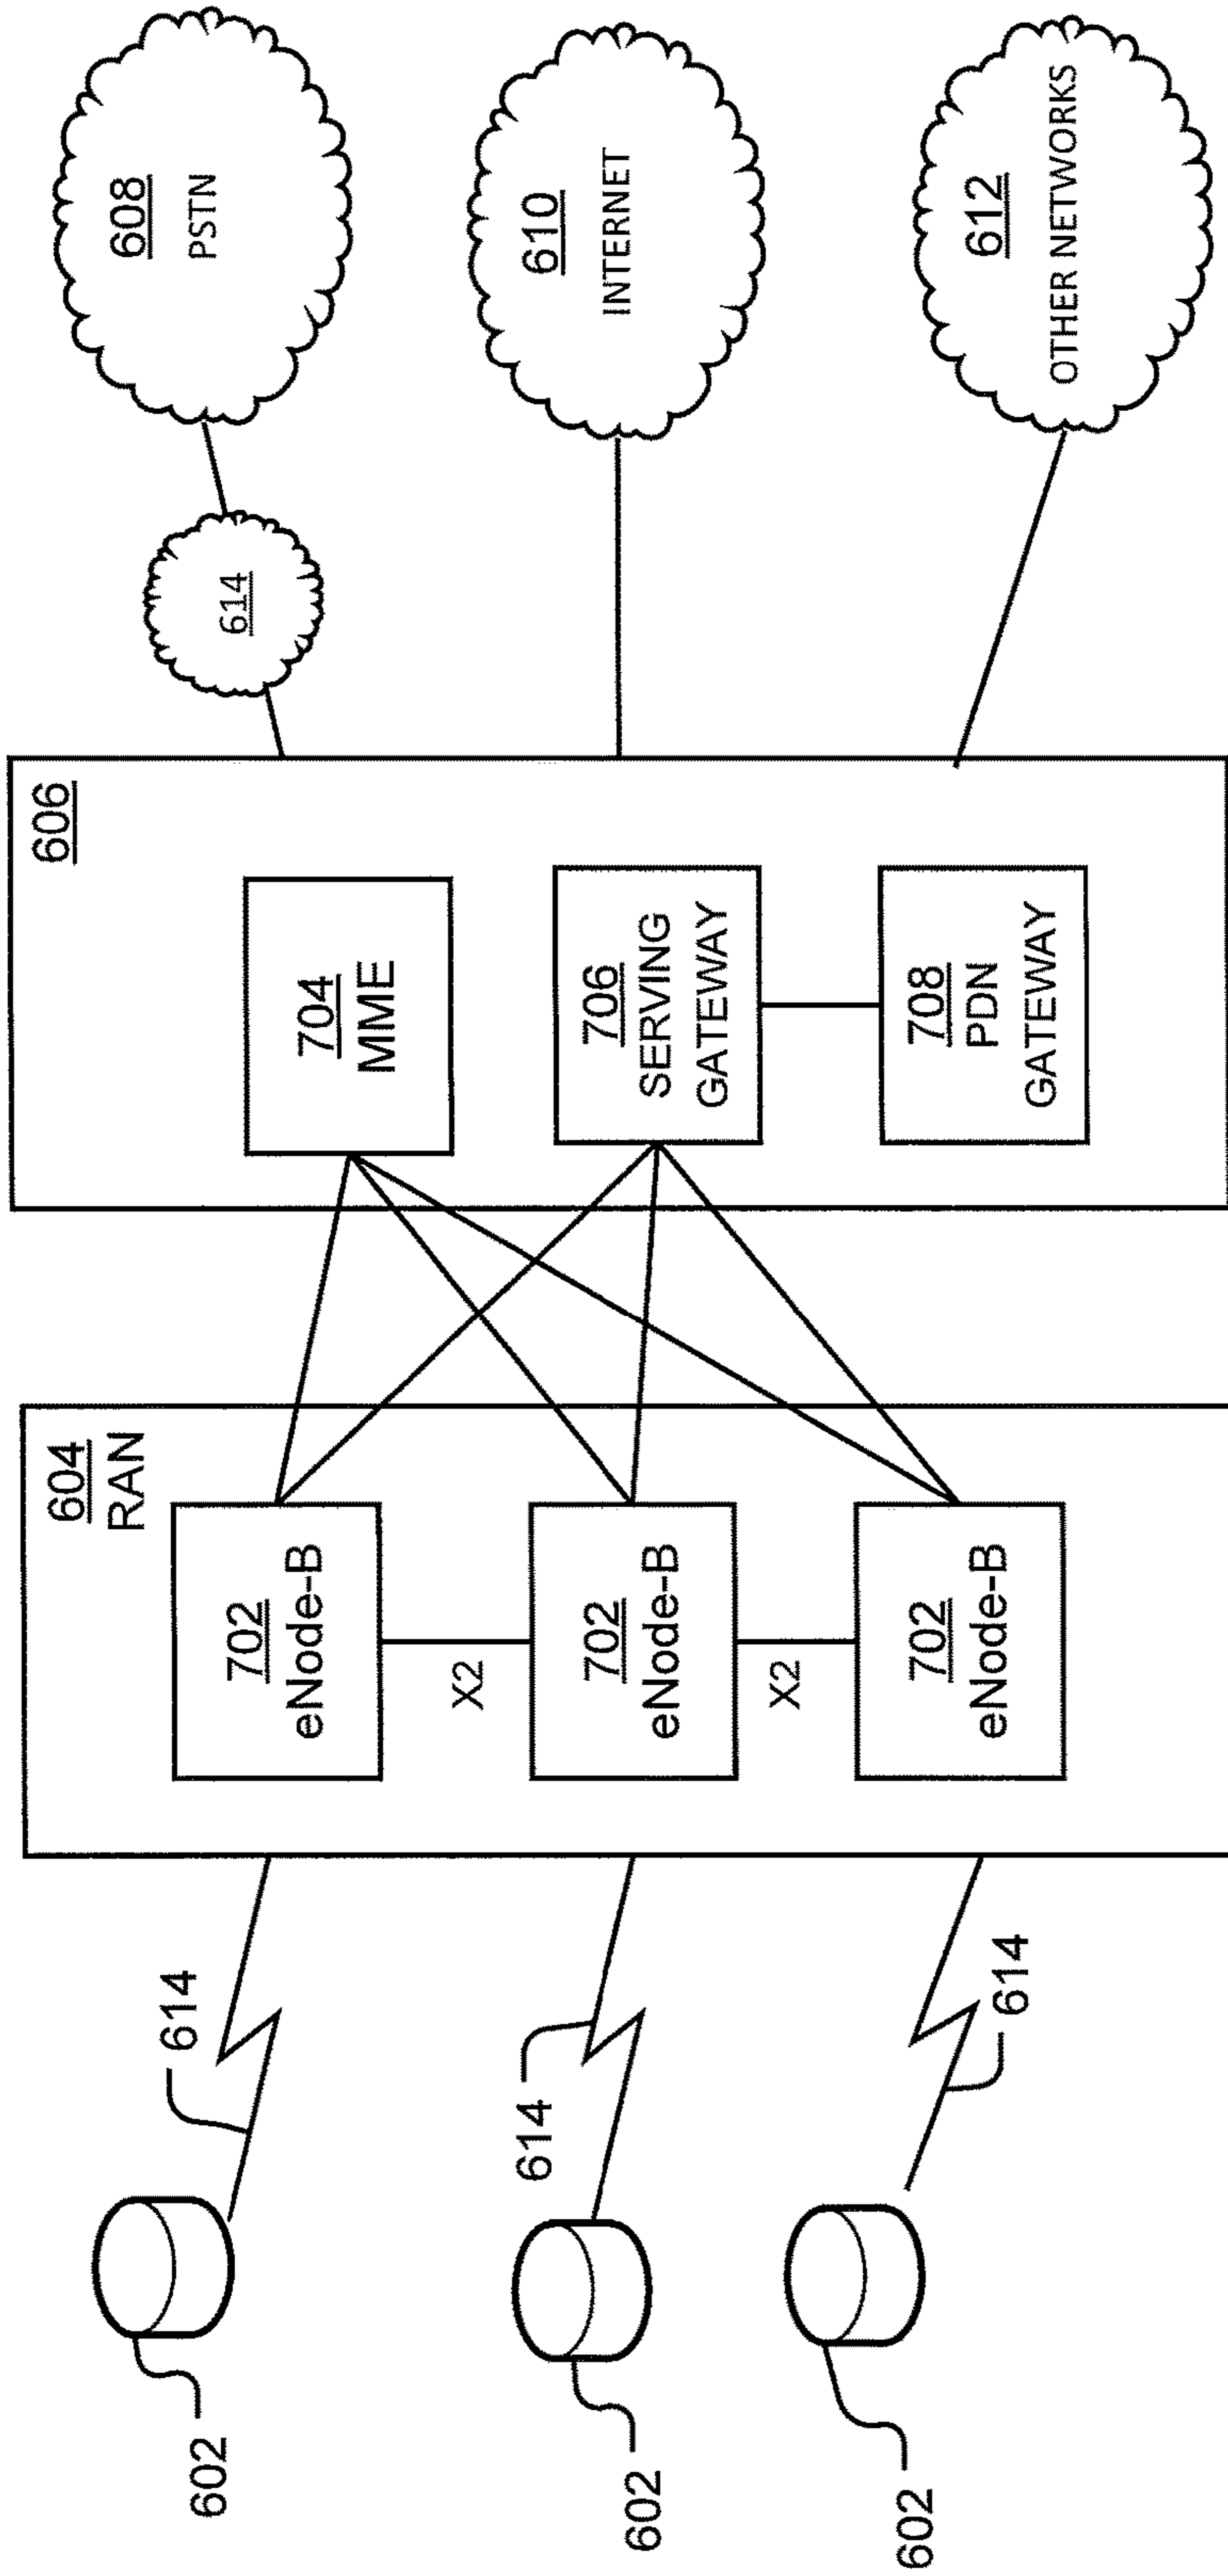 602
602
602
614
614
614
604
RAN
702
eNode-B
X2
702
eNode-B
X2
702
eNode-B
606
704
MME
706
SERVING
GATEWAY
708
PDN
GATEWAY
614
608
PSTN
610
INTERNET
612
OTHER NETWORKS